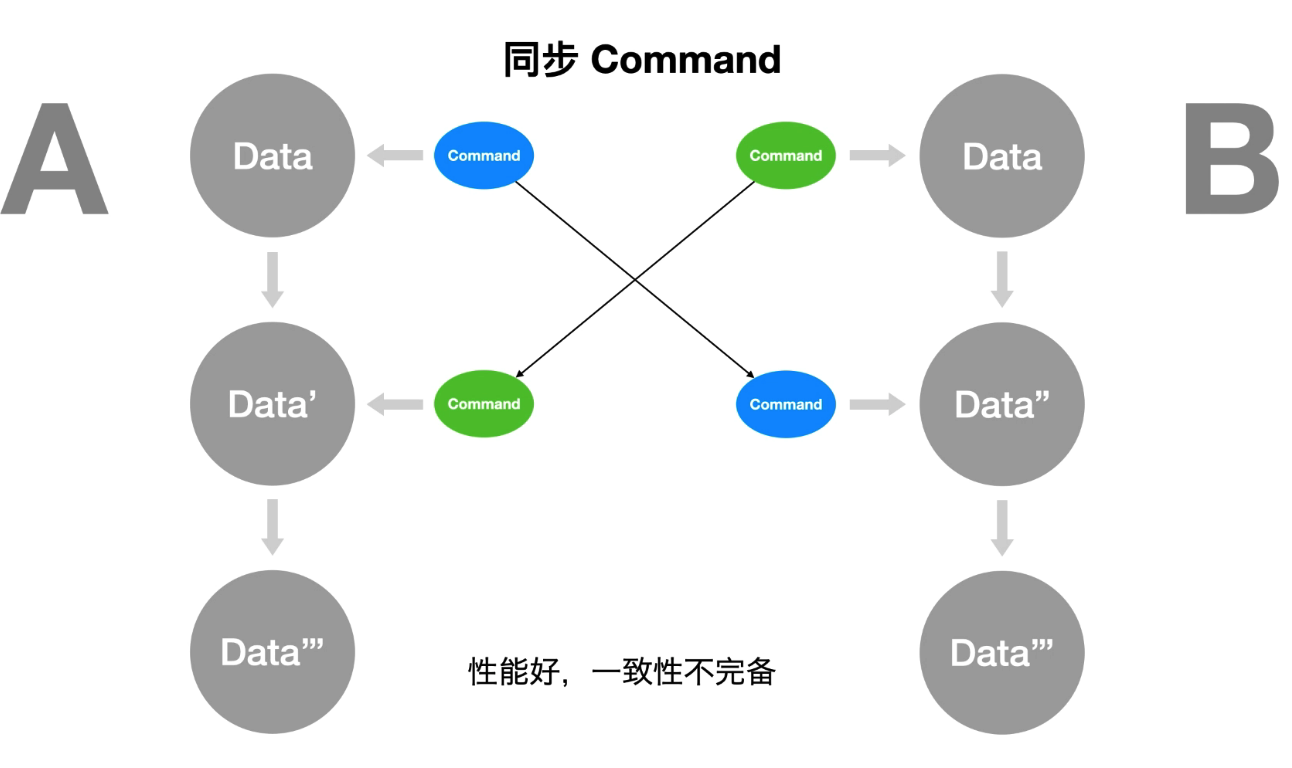 同步 Command
A
B
Data
Command
Command
Data
Data’
Command
Command
Data”
Data”’
性能好，一致性不完备
Data”’